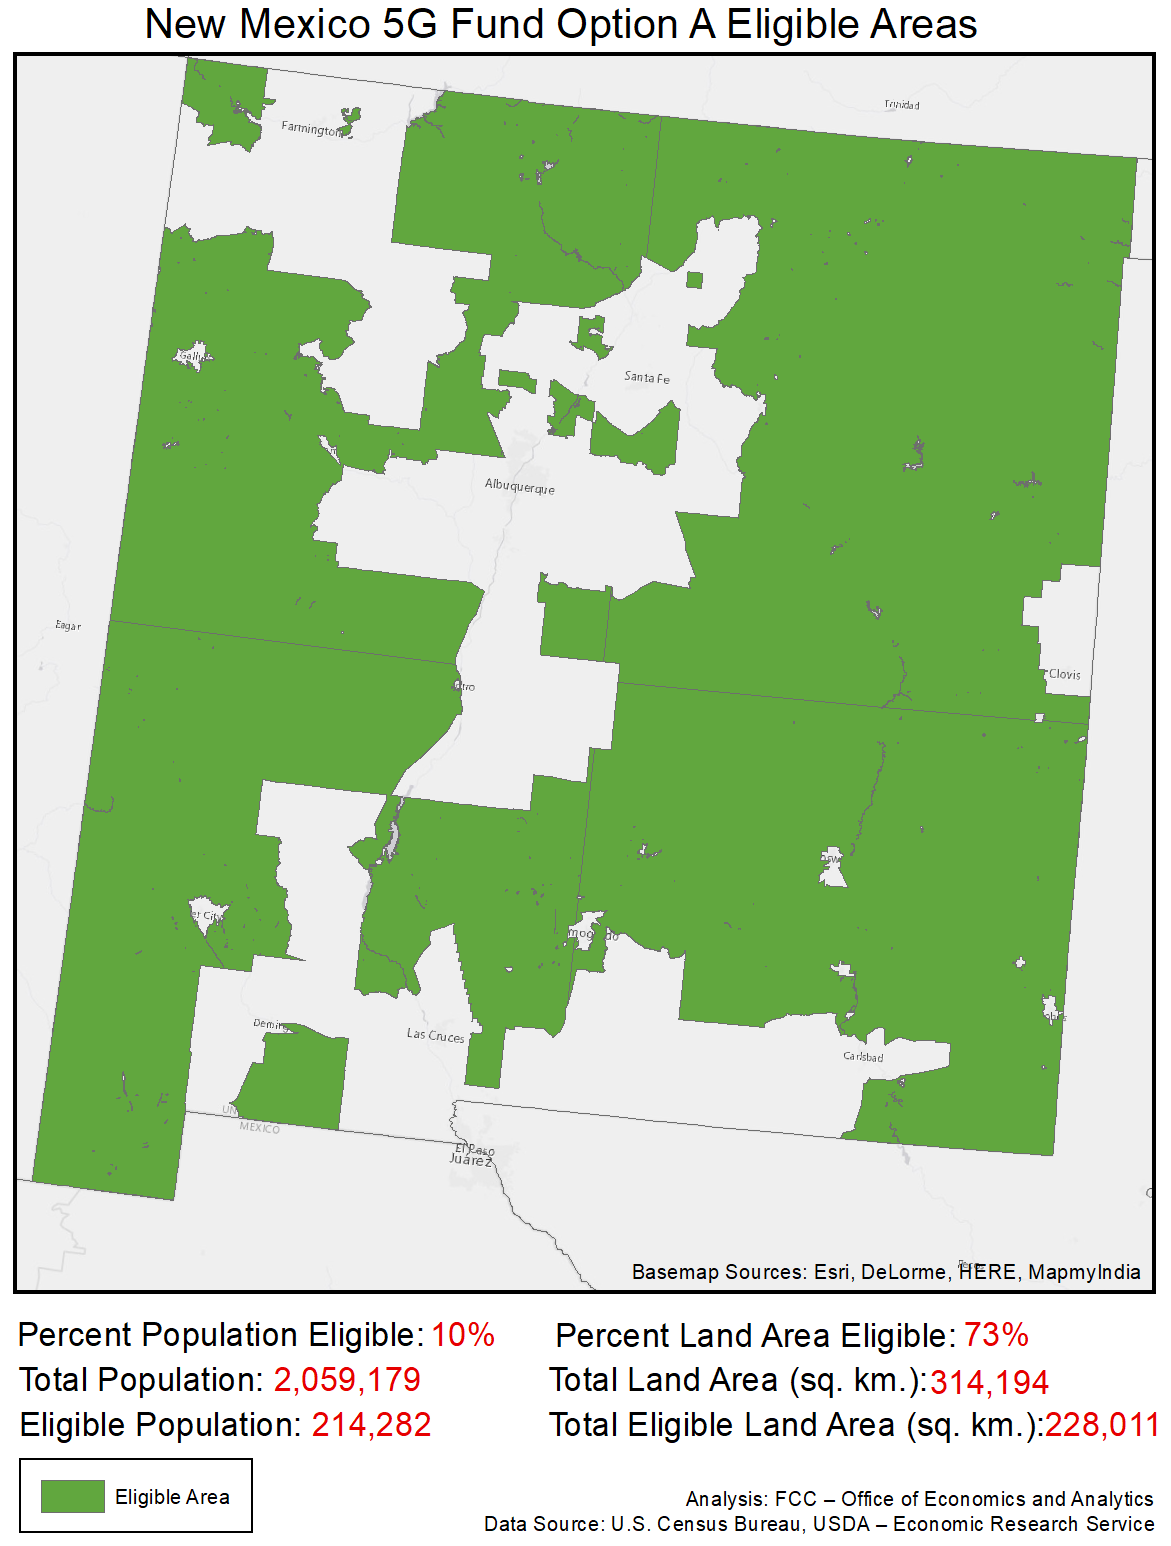 New Mexico 5G Fund Option A Eligible Areas
Trinidad
Farmington
Gallu
Santa Fe
Albuquerque
Eagar
Clovis
er City
Deming
Las Cruces
Carlsbad
MEXICO
El Paso
Juárez
Basemap Sources: Esri, DeLorme, HERE, MapmyIndia
Percent Population Eligible: 10%
Percent Land Area Eligible: 73%
Total Population: 2,059,179
Total Land Area (sq. km.):314,194
Eligible Population: 214,282
Total Eligible Land Area (sq. km.):228,011
Eligible Area
Analysis: FCC – Office of Economics and Analytics
Data Source: U.S. Census Bureau, USDA – Economic Research Service